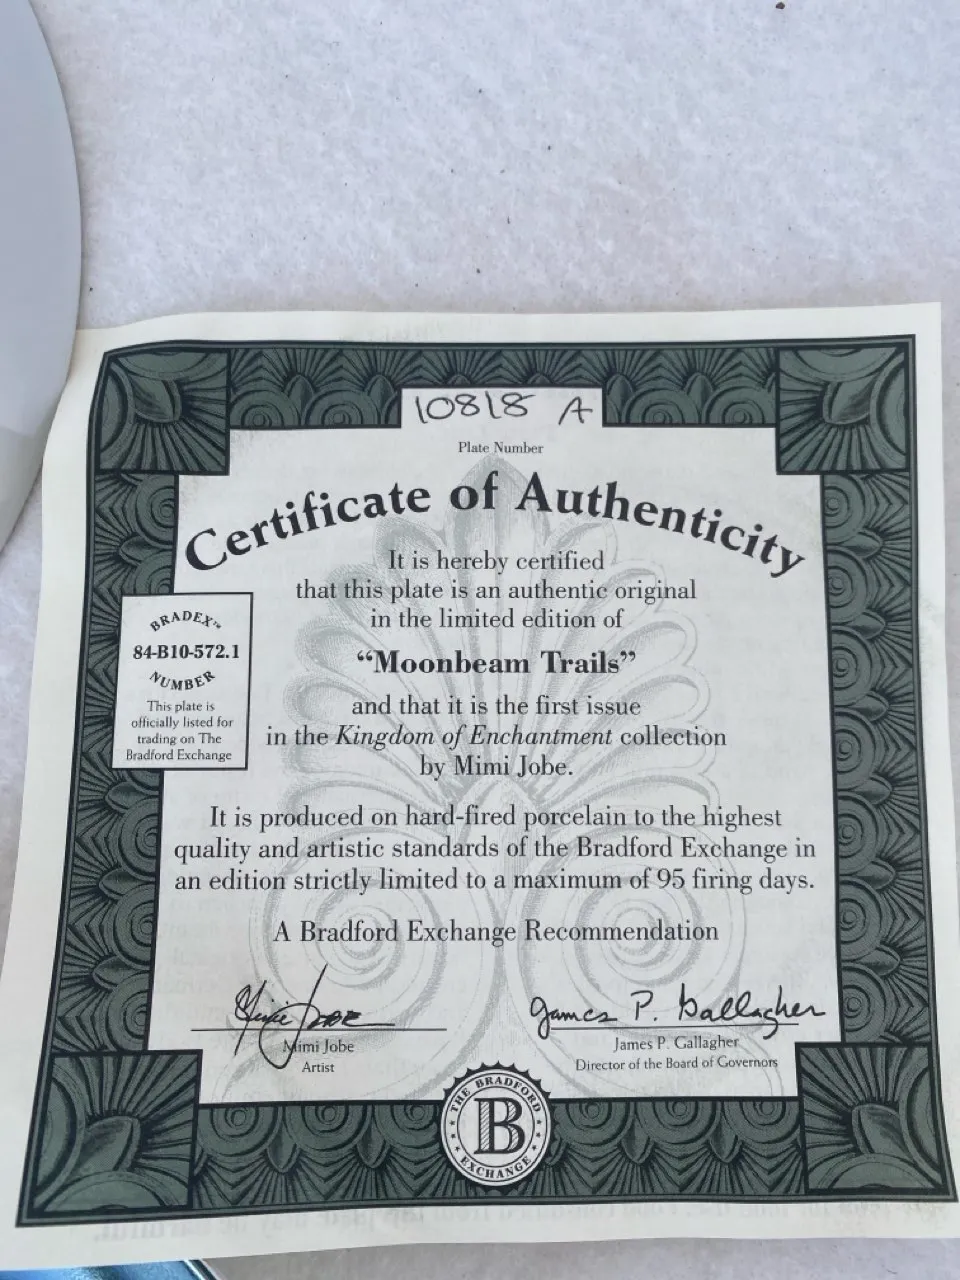 10818 A
Plate Number
Certificate of Authenticity
It is hereby certified
that this plate is an authentic original
in the limited edition of
“Moonbeam Trails”
and that it is the first issue
in the Kingdom of Enchantment collection
by Mimi Jobe.
BRADEX™
84-B10-572.1
NUMBER
This plate is
officially listed for
trading on The
Bradford Exchange
It is produced on hard-fired porcelain to the highest
quality and artistic standards of the Bradford Exchange in
an edition strictly limited to a maximum of 95 firing days.
A Bradford Exchange Recommendation
Mimi Jobe
James P. Gallagher
Mimi Jobe
Artist
James P. Gallagher
Director of the Board of Governors
THE BRADFORD
B
EXCHANGE